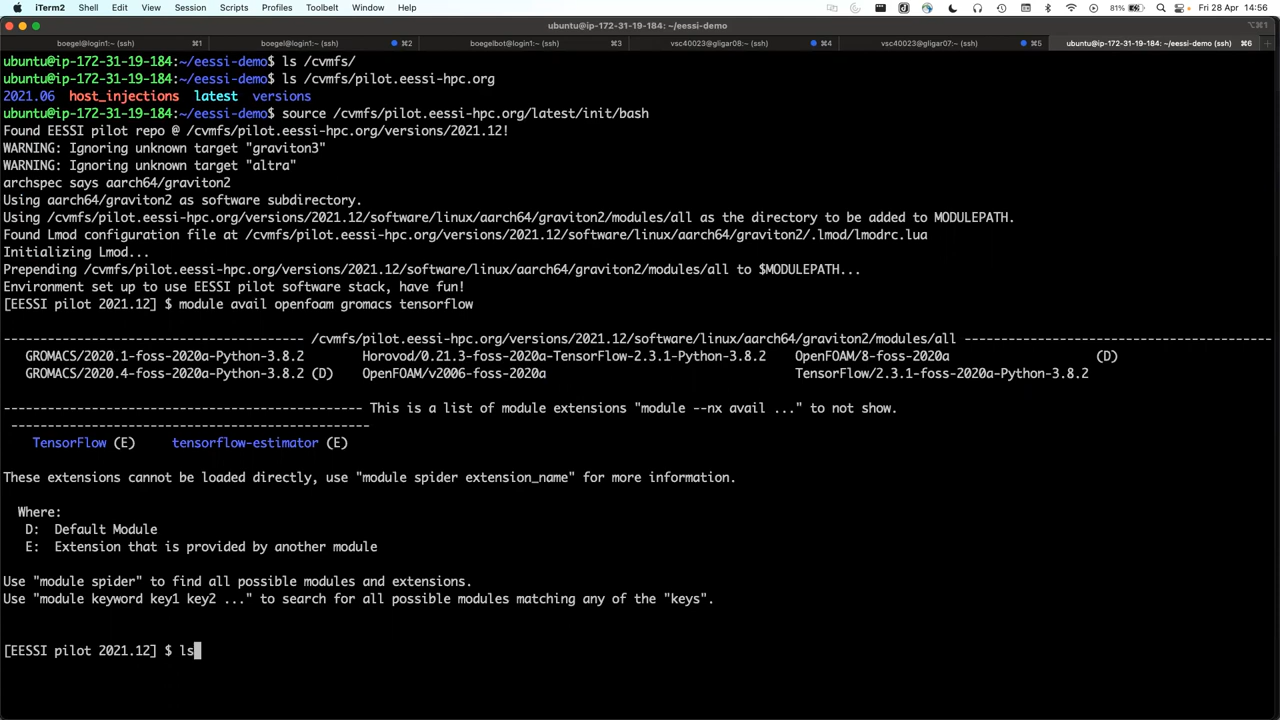 iTerm2 Shell Edit View Session Scripts Profiles Toolbelt Window Help 81% Fri 28 Apr 14:56
ubuntu@ip-172-31-19-184: ~/eessi-demo
boegel@login1:~ (ssh) ⌘1 boegel@login1:~ (ssh) ⌘2 boegelbot@login1:~ (ssh) ⌘3 vsc40023@gligar08:~ (ssh) ⌘4 vsc40023@gligar07:~ (ssh) ⌘5 ubuntu@ip-172-31-19-184: ~/eessi-demo (ssh) ⌘6
ubuntu@ip-172-31-19-184:~/eessi-demo$ ls /cvmfs/
ubuntu@ip-172-31-19-184:~/eessi-demo$ ls /cvmfs/pilot.eessi-hpc.org
2021.06 host_injections latest versions
ubuntu@ip-172-31-19-184:~/eessi-demo$ source /cvmfs/pilot.eessi-hpc.org/latest/init/bash
Found EESSI pilot repo @ /cvmfs/pilot.eessi-hpc.org/versions/2021.12!
WARNING: Ignoring unknown target "graviton3"
WARNING: Ignoring unknown target "altra"
archspec says aarch64/graviton2
Using aarch64/graviton2 as software subdirectory.
Using /cvmfs/pilot.eessi-hpc.org/versions/2021.12/software/linux/aarch64/graviton2/modules/all as the directory to be added to MODULEPATH.
Found Lmod configuration file at /cvmfs/pilot.eessi-hpc.org/versions/2021.12/software/linux/aarch64/graviton2/.lmod/lmodrc.lua
Initializing Lmod...
Prepending /cvmfs/pilot.eessi-hpc.org/versions/2021.12/software/linux/aarch64/graviton2/modules/all to $MODULEPATH...
Environment set up to use EESSI pilot software stack, have fun!
[EESSI pilot 2021.12] $ module avail openfoam gromacs tensorflow
----------------------------------------- /cvmfs/pilot.eessi-hpc.org/versions/2021.12/software/linux/aarch64/graviton2/modules/all ------------------------------------------
GROMACS/2020.1-foss-2020a-Python-3.8.2 Horovod/0.21.3-foss-2020a-TensorFlow-2.3.1-Python-3.8.2 OpenFOAM/8-foss-2020a (D)
GROMACS/2020.4-foss-2020a-Python-3.8.2 (D) OpenFOAM/v2006-foss-2020a TensorFlow/2.3.1-foss-2020a-Python-3.8.2
------------------------------------------------- This is a list of module extensions "module --nx avail ..." to not show.
-------------------------------------------------
TensorFlow (E) tensorflow-estimator (E)
These extensions cannot be loaded directly, use "module spider extension_name" for more information.
Where:
D: Default Module
E: Extension that is provided by another module
Use "module spider" to find all possible modules and extensions.
Use "module keyword key1 key2 ..." to search for all possible modules matching any of the "keys".
[EESSI pilot 2021.12] $ ls